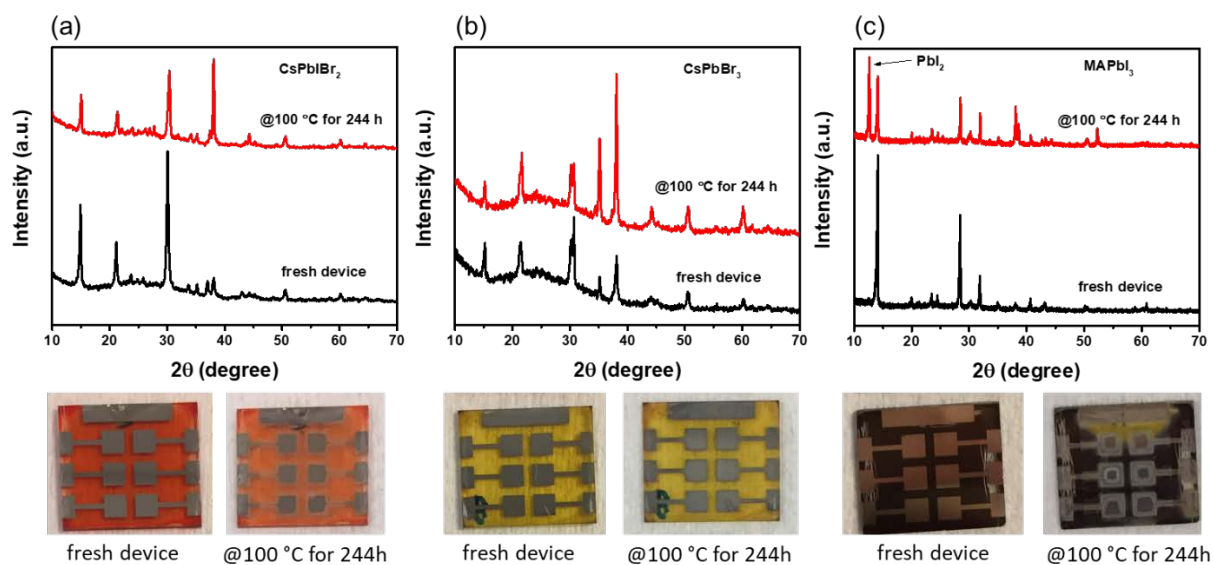 (a)
CsPbIBr₂
@100 °C for 244 h
fresh device
Intensity (a.u.)
10 20 30 40 50 60 70
2θ (degree)
fresh device
@100 °C for 244h
(b)
CsPbBr₃
@100 °C for 244 h
fresh device
Intensity (a.u.)
10 20 30 40 50 60 70
2θ (degree)
fresh device
@100 °C for 244h
(c)
PbI₂
MAPbI₃
@100 °C for 244 h
fresh device
Intensity (a.u.)
10 20 30 40 50 60 70
2θ (degree)
fresh device
@100 °C for 244h